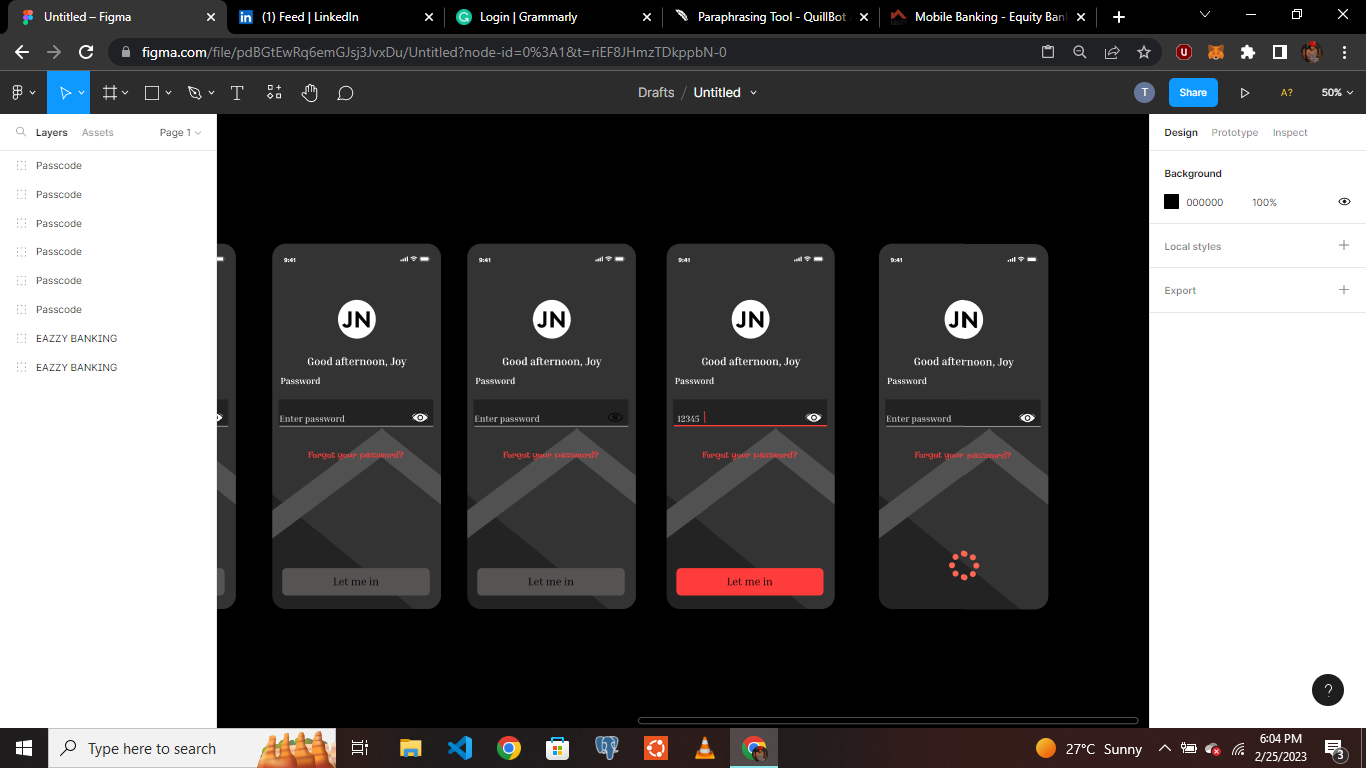 Untitled – Figma
(1) Feed | LinkedIn
Login | Grammarly
Paraphrasing Tool - QuillBot
Mobile Banking - Equity Ban
figma.com/file/pdBGtEwRq6emGJsj3JvxDu/Untitled?node-id=0%3A1&t=riEF8JHmzTDkppbN-0
Drafts / Untitled
T
Share
A?
50%
Layers
Assets
Page 1
Passcode
Passcode
Passcode
Passcode
Passcode
Passcode
EAZZY BANKING
EAZZY BANKING
9:41
JN
Good afternoon, Joy
Password
Enter password
Forgot your password?
Let me in
9:41
JN
Good afternoon, Joy
Password
Enter password
Forgot your password?
Let me in
9:41
JN
Good afternoon, Joy
Password
12345
Forgot your password?
Let me in
9:41
JN
Good afternoon, Joy
Password
Enter password
Forgot your password?
Design
Prototype
Inspect
Background
000000
100%
Local styles
Export
?
Type here to search
27°C Sunny
6:04 PM
2/25/2023
3